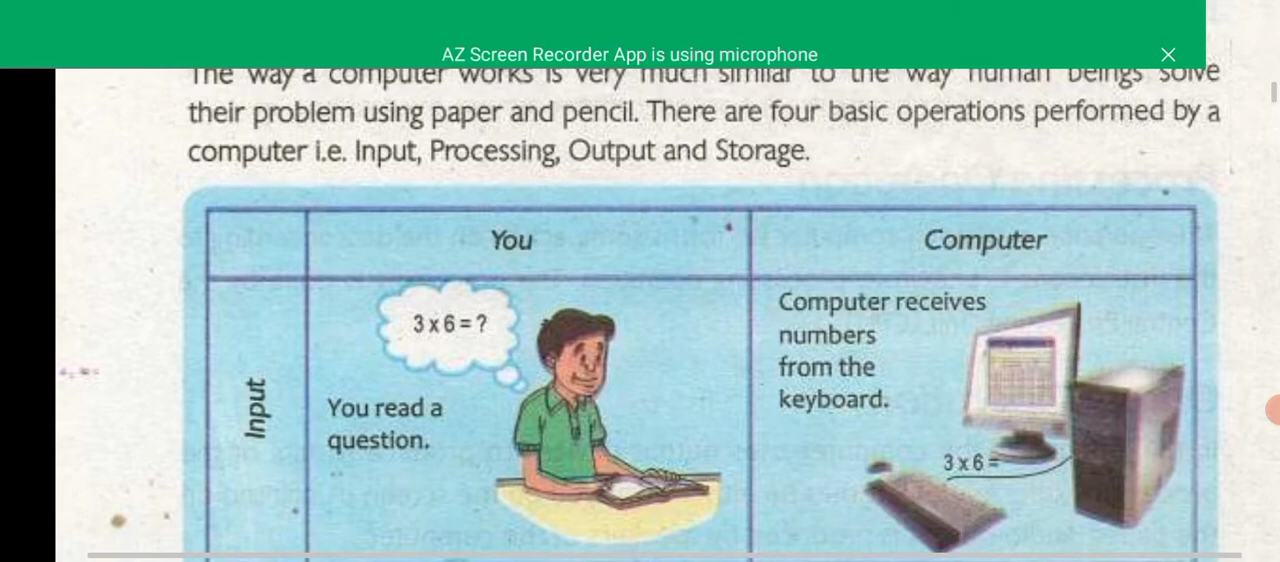 AZ Screen Recorder App is using microphone
The way a computer works is very much similar to the way human beings solve
their problem using paper and pencil. There are four basic operations performed by a
computer i.e. Input, Processing, Output and Storage.
You
Computer
Input
3 x 6 = ?
You read a
question.
Computer receives
numbers
from the
keyboard.
3 x 6 =